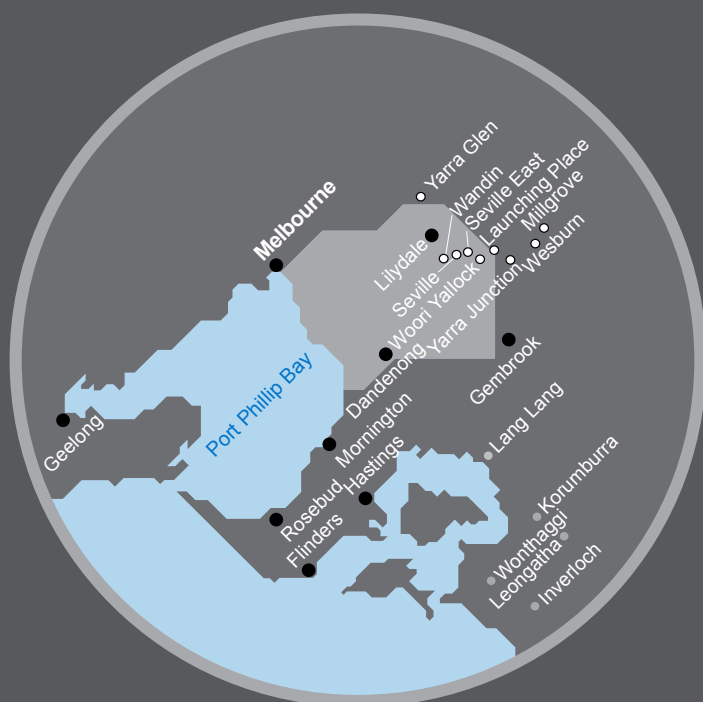 Yarra Glen
Wandin
Seville East
Launching Place
Millgrove
Melbourne
Lilydale
Seville
Woori Yallock
Yarra Junction
Wesburn
Port Phillip Bay
Dandenong
Gembrook
Geelong
Mornington
Hastings
Lang Lang
Rosebud
Flinders
Korumburra
Wonthaggi
Leongatha
Inverloch